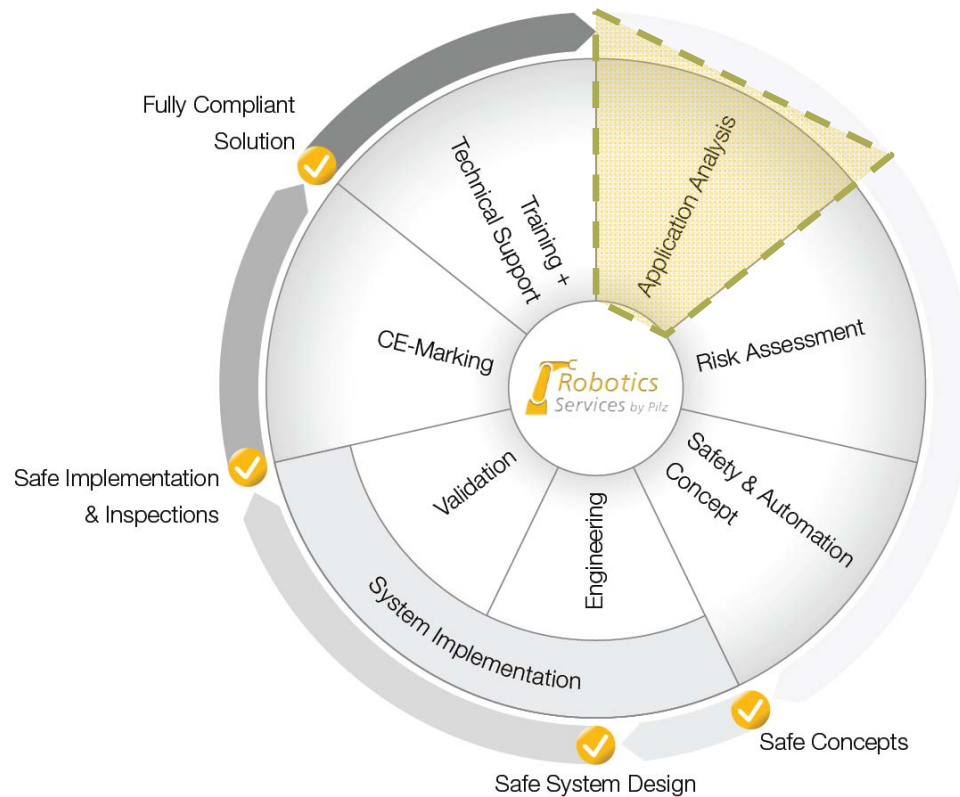 Fully Compliant
Solution
Training +
Technical Support
Application Analysis
CE-Marking
Risk Assessment
Robotics
Services by Pilz
Safety & Automation
Concept
Validation
Engineering
Safe Implementation
& Inspections
System Implementation
Safe Concepts
Safe System Design